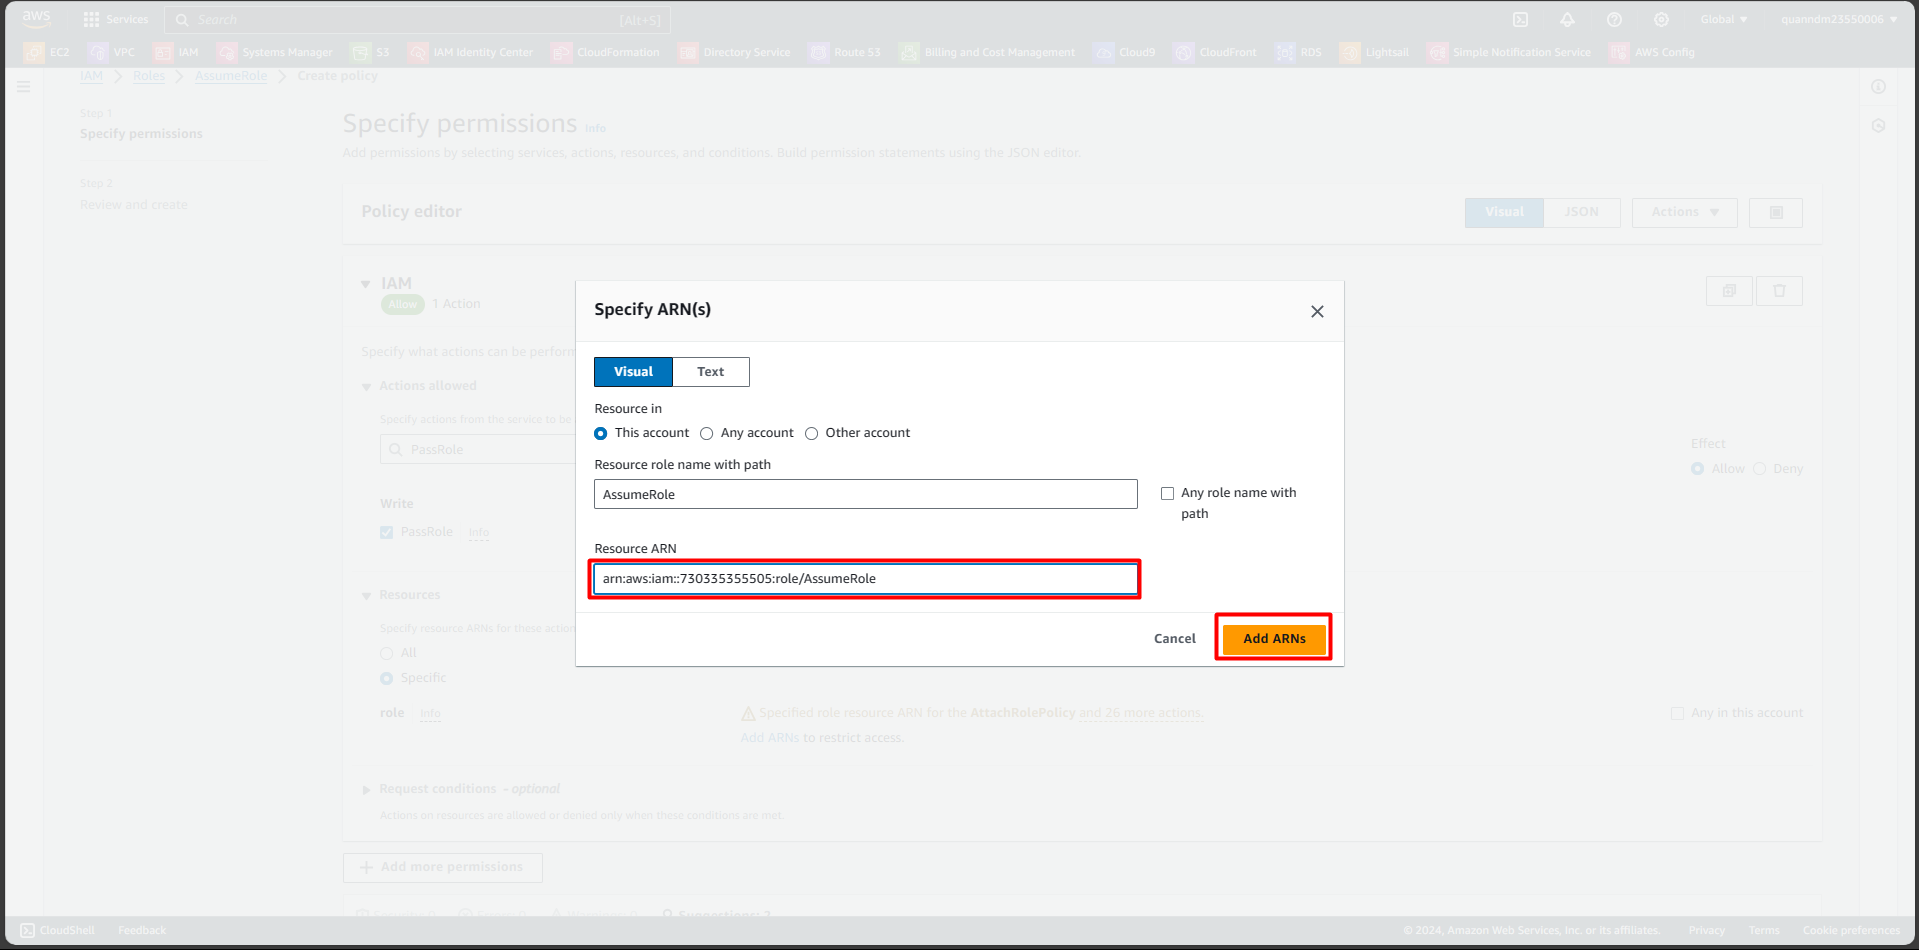 aws
Services
Search
[Alt+S]
Global
quanndm23550006
EC2
VPC
IAM
Systems Manager
S3
IAM Identity Center
CloudFormation
Directory Service
Route 53
Billing and Cost Management
Cloud9
CloudFront
RDS
Lightsail
Simple Notification Service
AWS Config
IAM
Roles
AssumeRole
Create policy
Step 1
Specify permissions
Step 2
Review and create
Specify permissions Info
Add permissions by selecting services, actions, resources, and conditions. Build permission statements using the JSON editor.
Policy editor
Visual
JSON
Actions
IAM
Allow
1 Action
Specify what actions can be perform
Actions allowed
Specify actions from the service to be
PassRole
Effect
Allow
Deny
Write
PassRole
Info
Resources
Specify resource ARNs for these action
All
Specific
role
Info
Specified role resource ARN for the AttachRolePolicy and 26 more actions.
Add ARNs to restrict access.
Any in this account
Request conditions - optional
Actions on resources are allowed or denied only when these conditions are met.
Add more permissions
Specify ARN(s)
Visual
Text
Resource in
This account
Any account
Other account
Resource role name with path
AssumeRole
Any role name with
path
Resource ARN
arn:aws:iam::730335355505:role/AssumeRole
Cancel
Add ARNs
CloudShell
Feedback
© 2024, Amazon Web Services, Inc. or its affiliates.
Privacy
Terms
Cookie preferences